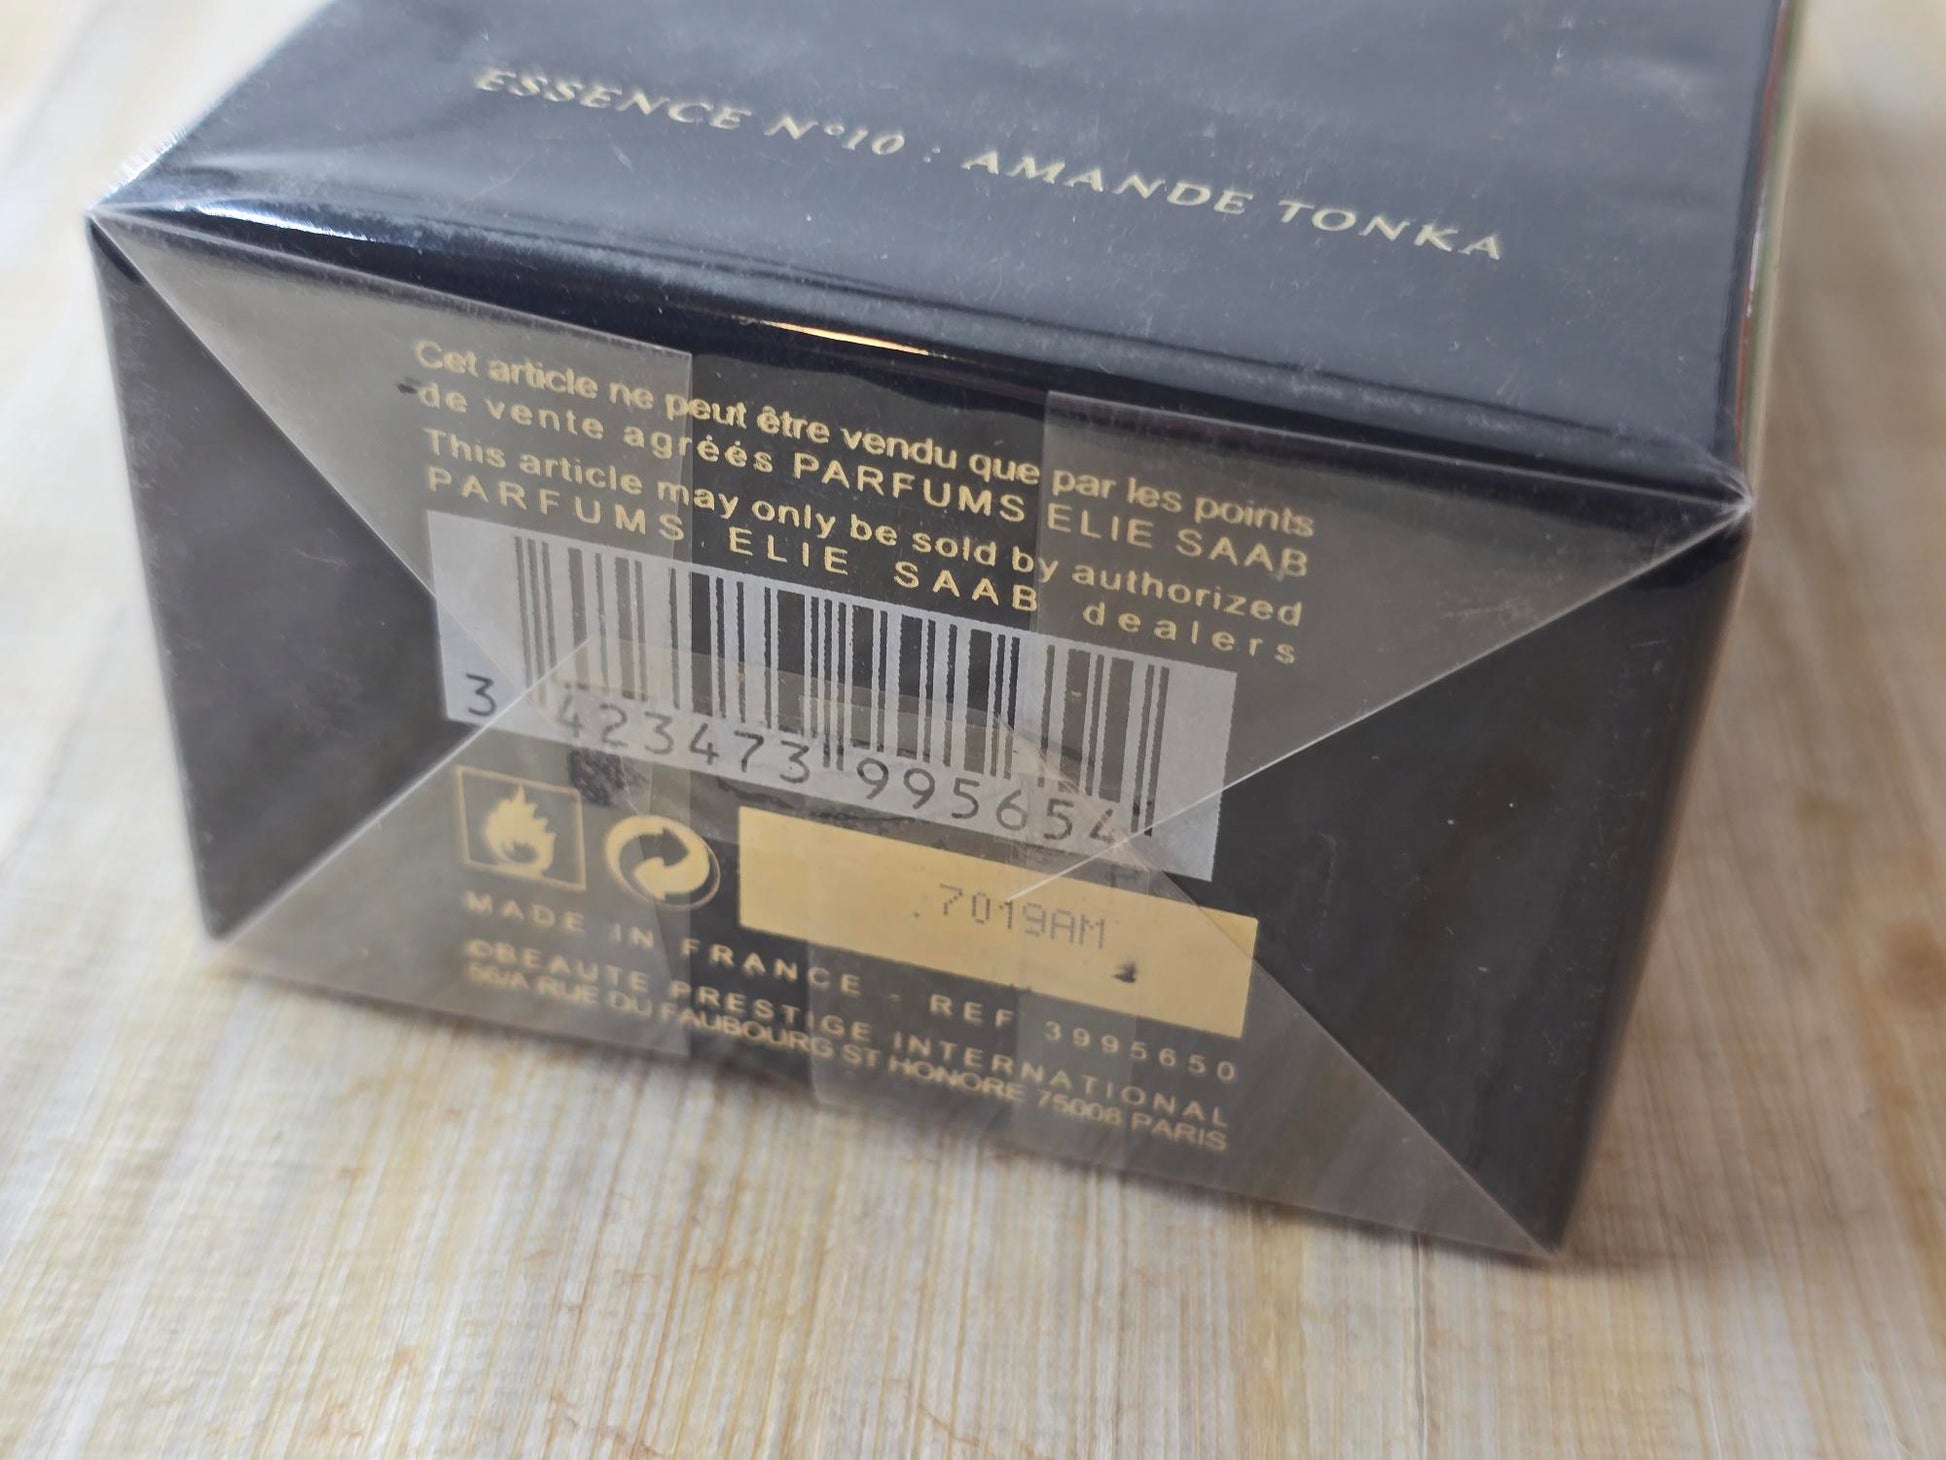 ESSENCE N°10 : AMANDE TONKA
Cet article ne peut être vendu que par les points
de vente agréés PARFUMS ELIE SAAB
This article may only be sold by authorized
PARFUMS ELIE SAAB dealers
3 423473 995654
7019AM
MADE IN FRANCE - REF 3995650
©BEAUTE PRESTIGE INTERNATIONAL
56/A RUE DU FAUBOURG ST HONORE 75008 PARIS